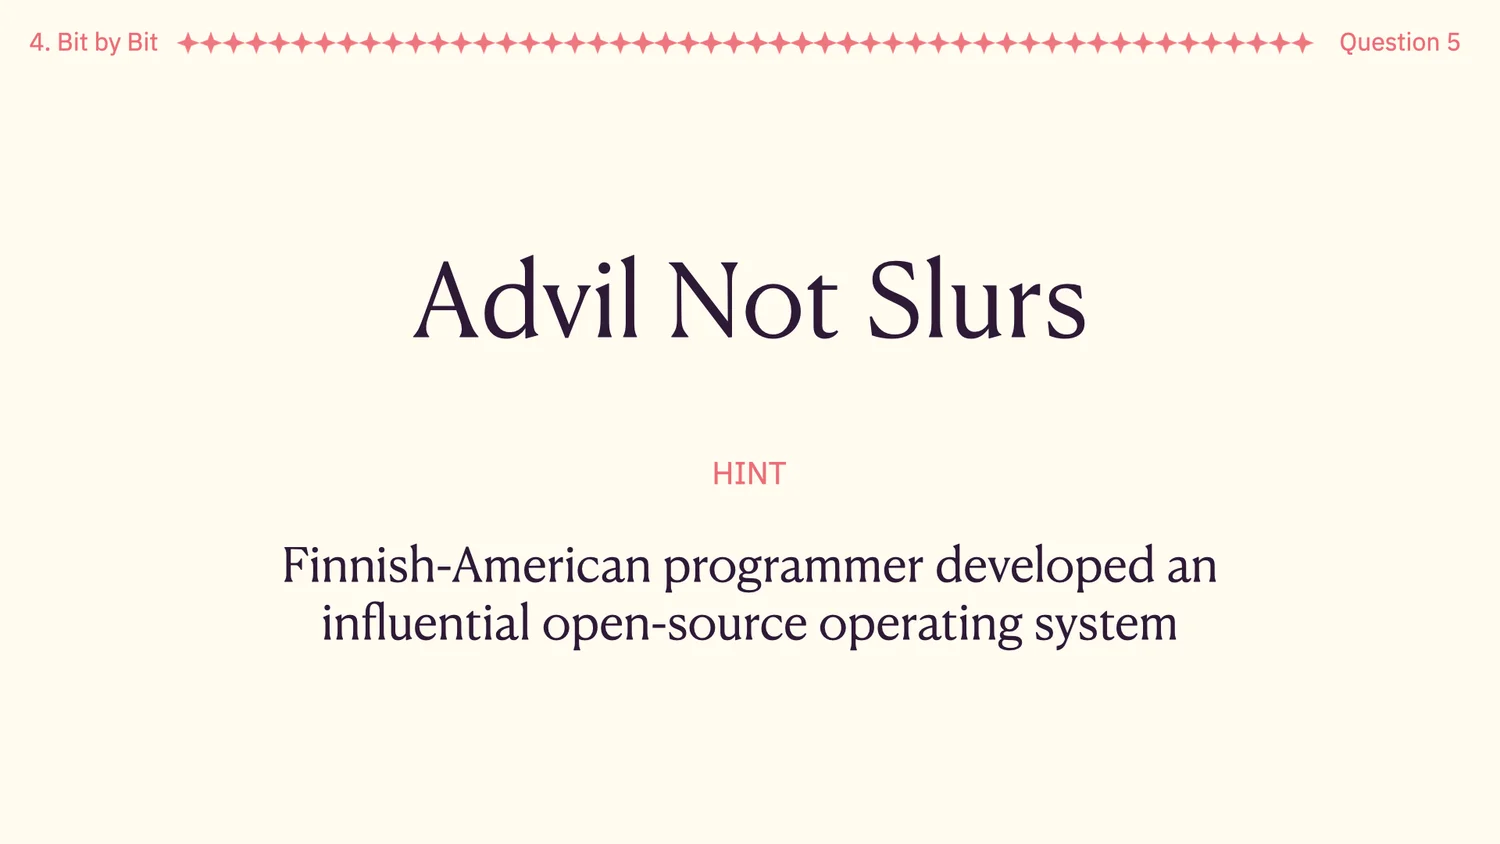 4. Bit by Bit
Question 5
Advil Not Slurs
HINT
Finnish-American programmer developed an
influential open-source operating system